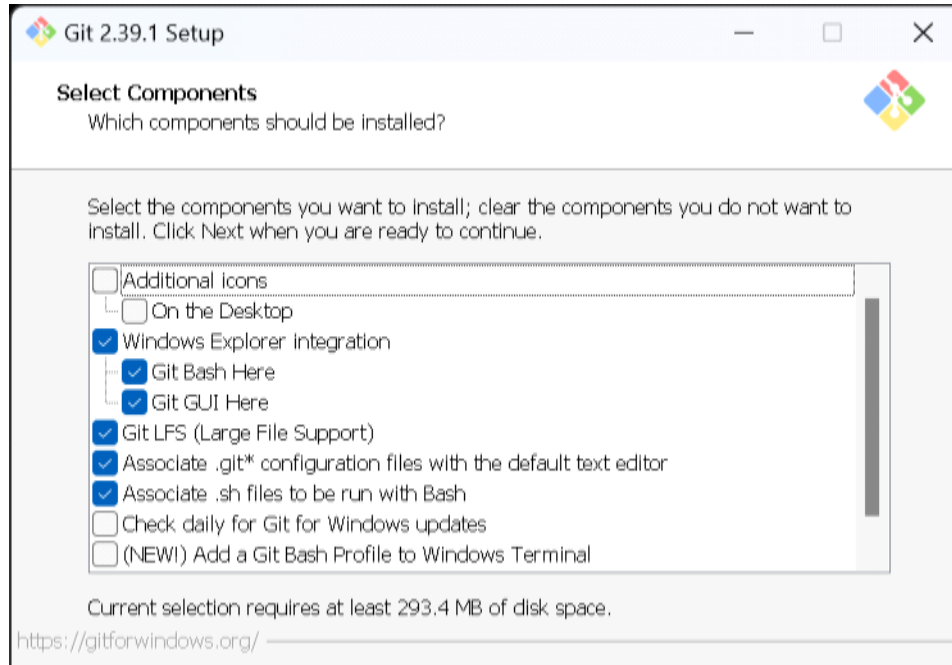 Git 2.39.1 Setup
Select Components
Which components should be installed?
Select the components you want to install; clear the components you do not want to
install. Click Next when you are ready to continue.
Additional icons
On the Desktop
Windows Explorer integration
Git Bash Here
Git GUI Here
Git LFS (Large File Support)
Associate .git* configuration files with the default text editor
Associate .sh files to be run with Bash
Check daily for Git for Windows updates
(NEW!) Add a Git Bash Profile to Windows Terminal
Current selection requires at least 293.4 MB of disk space.
https://gitforwindows.org/